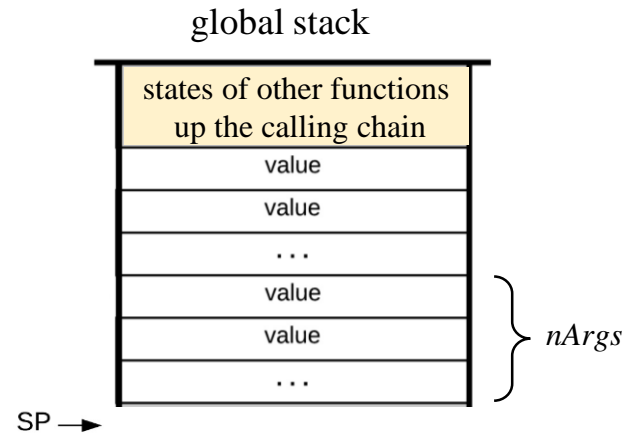 global stack
states of other functions
up the calling chain
value
value
...
value
value
...
nArgs
SP